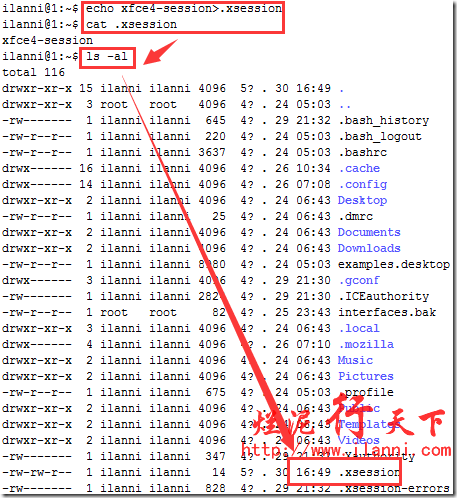 ilanni@1:~$ echo xfce4-session>.xsession
ilanni@1:~$ cat .xsession
xfce4-session
ilanni@1:~$ ls -al
total 116
drwxr-xr-x 15 ilanni ilanni 4096 5? . 30 16:49 .
drwxr-xr-x 3 root root 4096 4? . 24 05:03 ..
-rw------- 1 ilanni ilanni 645 4? . 29 21:32 .bash_history
-rw-r--r-- 1 ilanni ilanni 220 4? . 24 05:03 .bash_logout
-rw-r--r-- 1 ilanni ilanni 3637 4? . 24 05:03 .bashrc
drwx------ 16 ilanni ilanni 4096 4? . 26 10:34 .cache
drwx------ 14 ilanni ilanni 4096 4? . 26 07:08 .config
drwxr-xr-x 2 ilanni ilanni 4096 4? . 24 06:43 Desktop
-rw-r--r-- 1 ilanni ilanni 25 4? . 24 06:43 .dmrc
drwxr-xr-x 2 ilanni ilanni 4096 4? . 24 06:43 Documents
drwxr-xr-x 2 ilanni ilanni 4096 4? . 24 06:43 Downloads
-rw-r--r-- 1 ilanni ilanni 8980 4? . 24 05:03 examples.desktop
drwx------ 3 ilanni ilanni 4096 4? . 29 21:30 .gconf
-rw------- 1 ilanni ilanni 4? . 29 21:30 .ICEauthority
-rw-r--r-- 1 root root 82 4? . 25 23:43 interfaces.bak
drwxr-xr-x 3 ilanni ilanni 4096 4? . 24 06:43 .local
drwx------ 4 ilanni ilanni 4096 4? . 26 07:10 .mozilla
drwxr-xr-x 2 ilanni ilanni 4096 4? . 24 06:43 Music
drwxr-xr-x 2 ilanni ilanni 4096 4? . 24 06:43 Pictures
-rw-r--r-- 1 ilanni ilanni 675 4? . 24 05:03 .profile
drwxr-xr-x 2 ilanni ilanni 4096 4? . 24 06:43 Public
drwxr-xr-x 2 ilanni ilanni 4096 4? . 24 06:43 Templates
drwxr-xr-x 2 ilanni ilanni 4096 4? . 24 06:43 Videos
烂泥行天下
http://www.ilanni.com
-rw------- 1 ilanni ilanni 347 4? . 29 .Xauthority
-rw-rw-r-- 1 ilanni ilanni 14 5? . 30 16:49 .xsession
-rw------- 1 ilanni ilanni 828 4? . 29 21:31 .xsession-errors